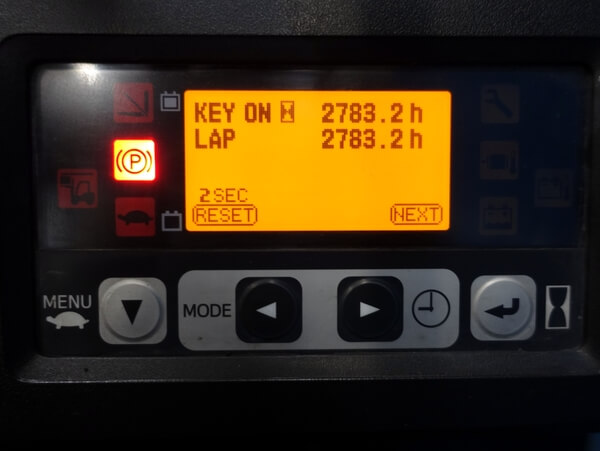 KEY ON 2783.2h
LAP 2783.2h
2SEC
RESET NEXT
P
MENU
MODE